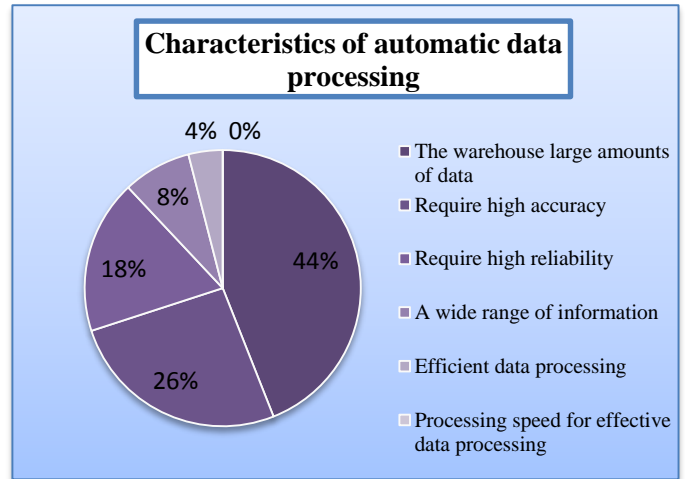 Characteristics of automatic data
processing
4%
0%
8%
18%
44%
26%
The warehouse large amounts
of data
Require high accuracy
Require high reliability
A wide range of information
Efficient data processing
Processing speed for effective
data processing